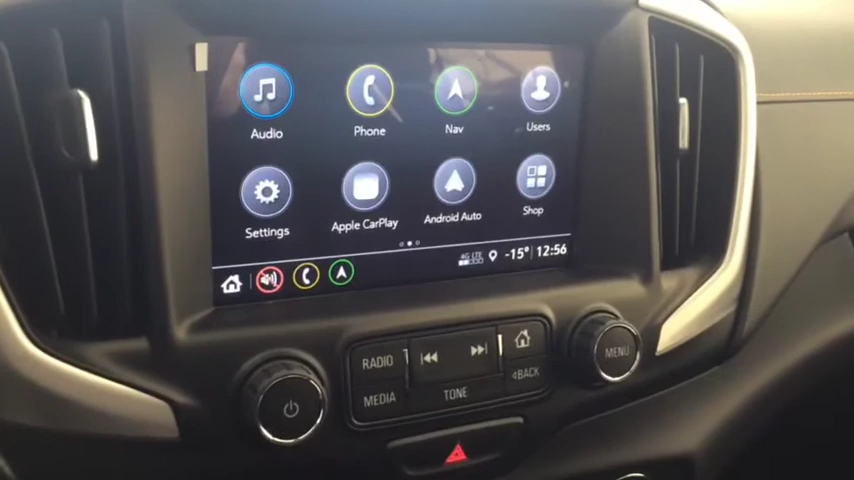 Audio Phone Nav Users
Settings Apple CarPlay Android Auto Shop
4G LTE -15° 12:54
RADIO
MEDIA TONE BACK
MENU